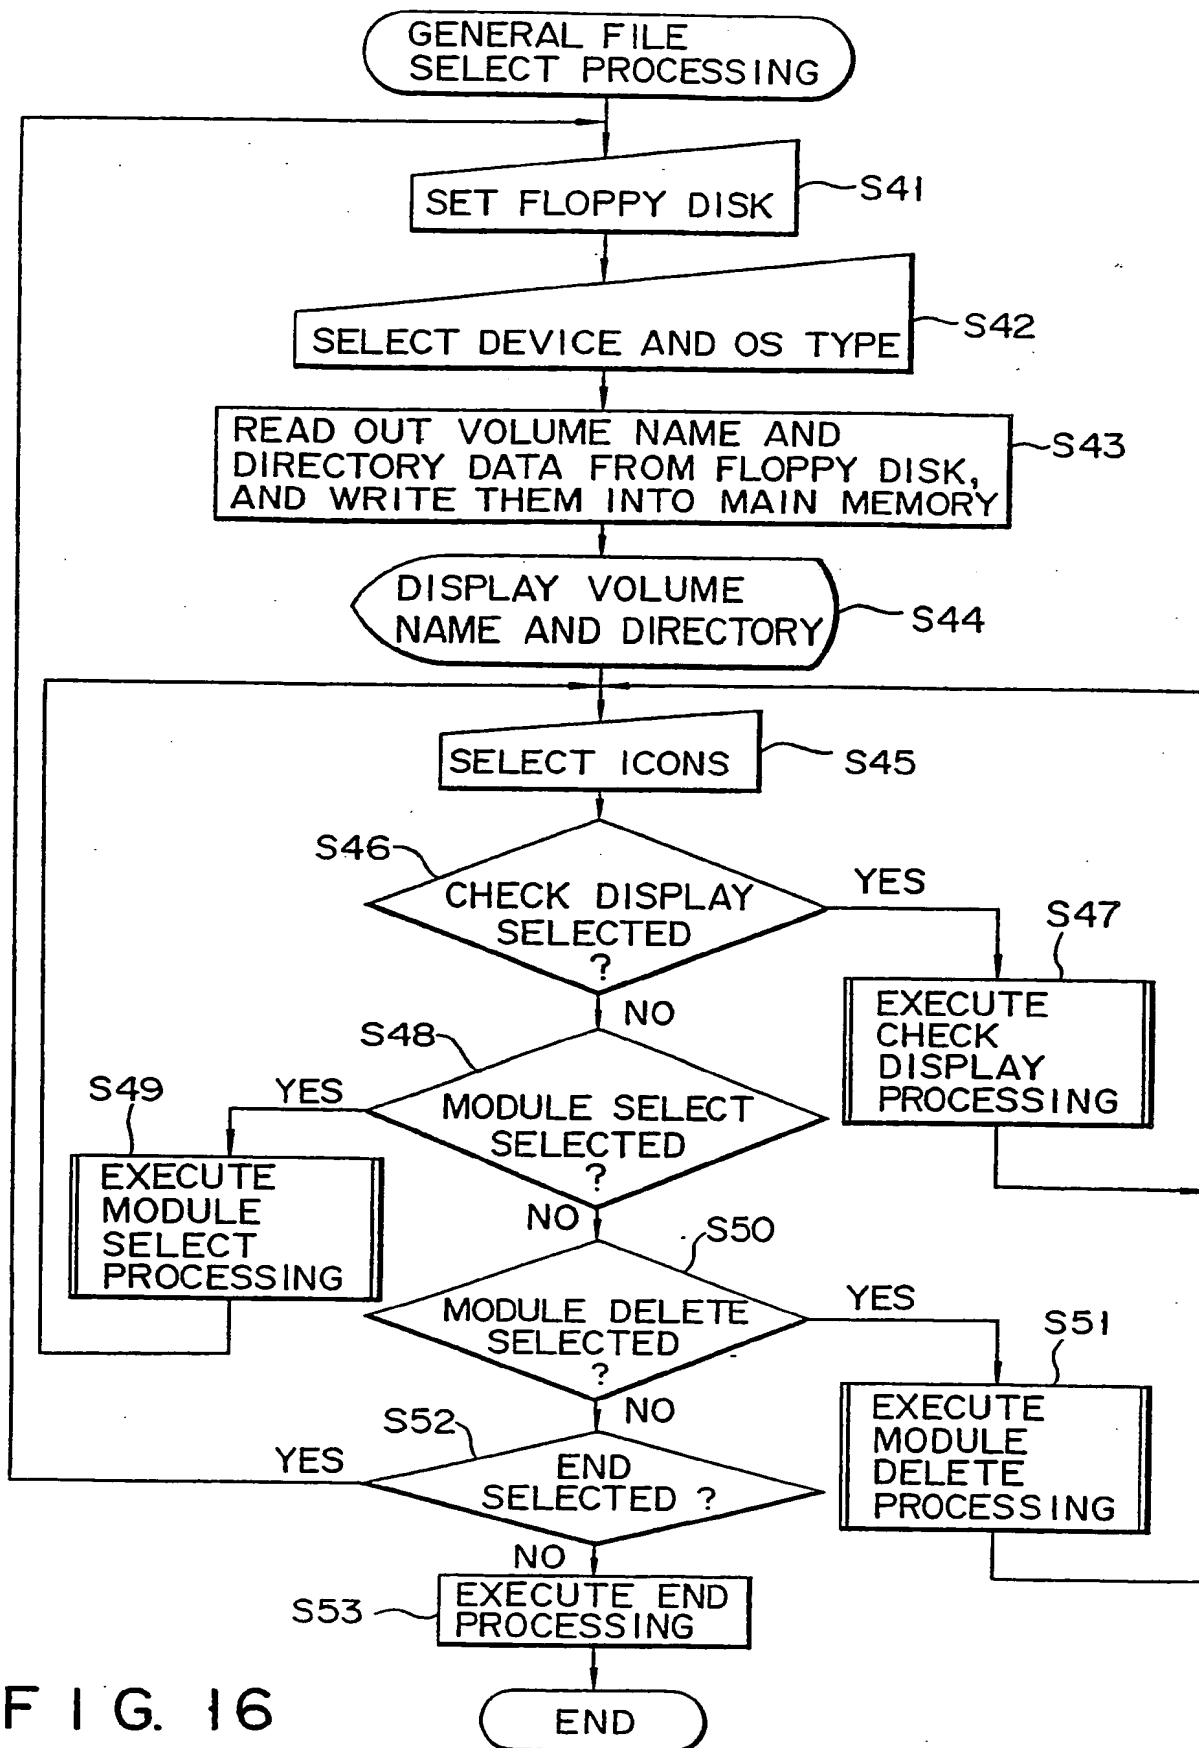 GENERAL FILE
SELECT PROCESSING
SET FLOPPY DISK
S41
SELECT DEVICE AND OS TYPE
S42
READ OUT VOLUME NAME AND
DIRECTORY DATA FROM FLOPPY DISK,
AND WRITE THEM INTO MAIN MEMORY
S43
DISPLAY VOLUME
NAME AND DIRECTORY
S44
SELECT ICONS
S45
S46
CHECK DISPLAY
SELECTED
?
YES
NO
S47
EXECUTE
CHECK
DISPLAY
PROCESSING
S48
MODULE SELECT
SELECTED
?
YES
NO
S49
EXECUTE
MODULE
SELECT
PROCESSING
S50
MODULE DELETE
SELECTED
?
YES
NO
S51
EXECUTE
MODULE
DELETE
PROCESSING
S52
END
SELECTED ?
YES
NO
S53
EXECUTE END
PROCESSING
END
FIG. 16